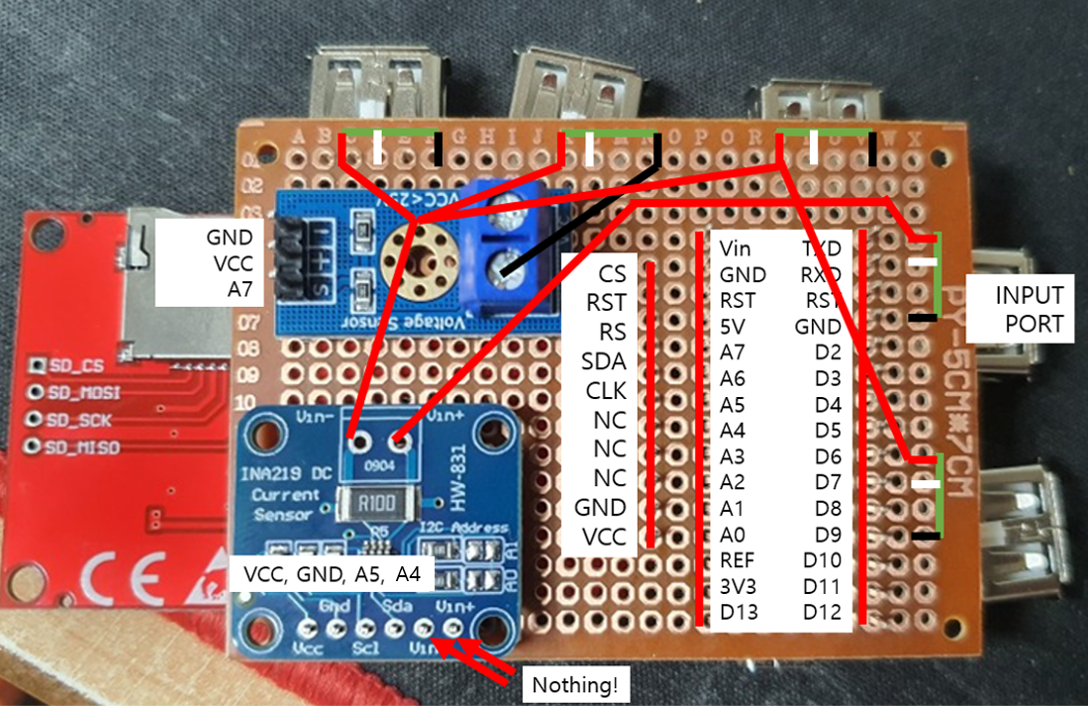 A B C E G H I J O P Q R W X
01
02
03
07
08
09
10
VCC<25V
Voltage Sensor
+
S
GND
VCC
A7
INPUT
PORT
PY-5CM*7CM
SD_CS
SD_MOSI
SD_SCK
SD_MISO
CE
CS
RST
RS
SDA
CLK
NC
NC
NC
GND
VCC
Vin TXD
GND RXD
RST RST
5V GND
A7 D2
A6 D3
A5 D4
A4 D5
A3 D6
A2 D7
A1 D8
A0 D9
REF D10
3V3 D11
D13 D12
Vin- Vin+
0904
INA219 DC
Current
Sensor
HW-831
R100
R5
I2C Address
A1
A0
VCC, GND, A5, A4
Gnd Sda Vin+
Vcc Scl Vin-
Nothing!